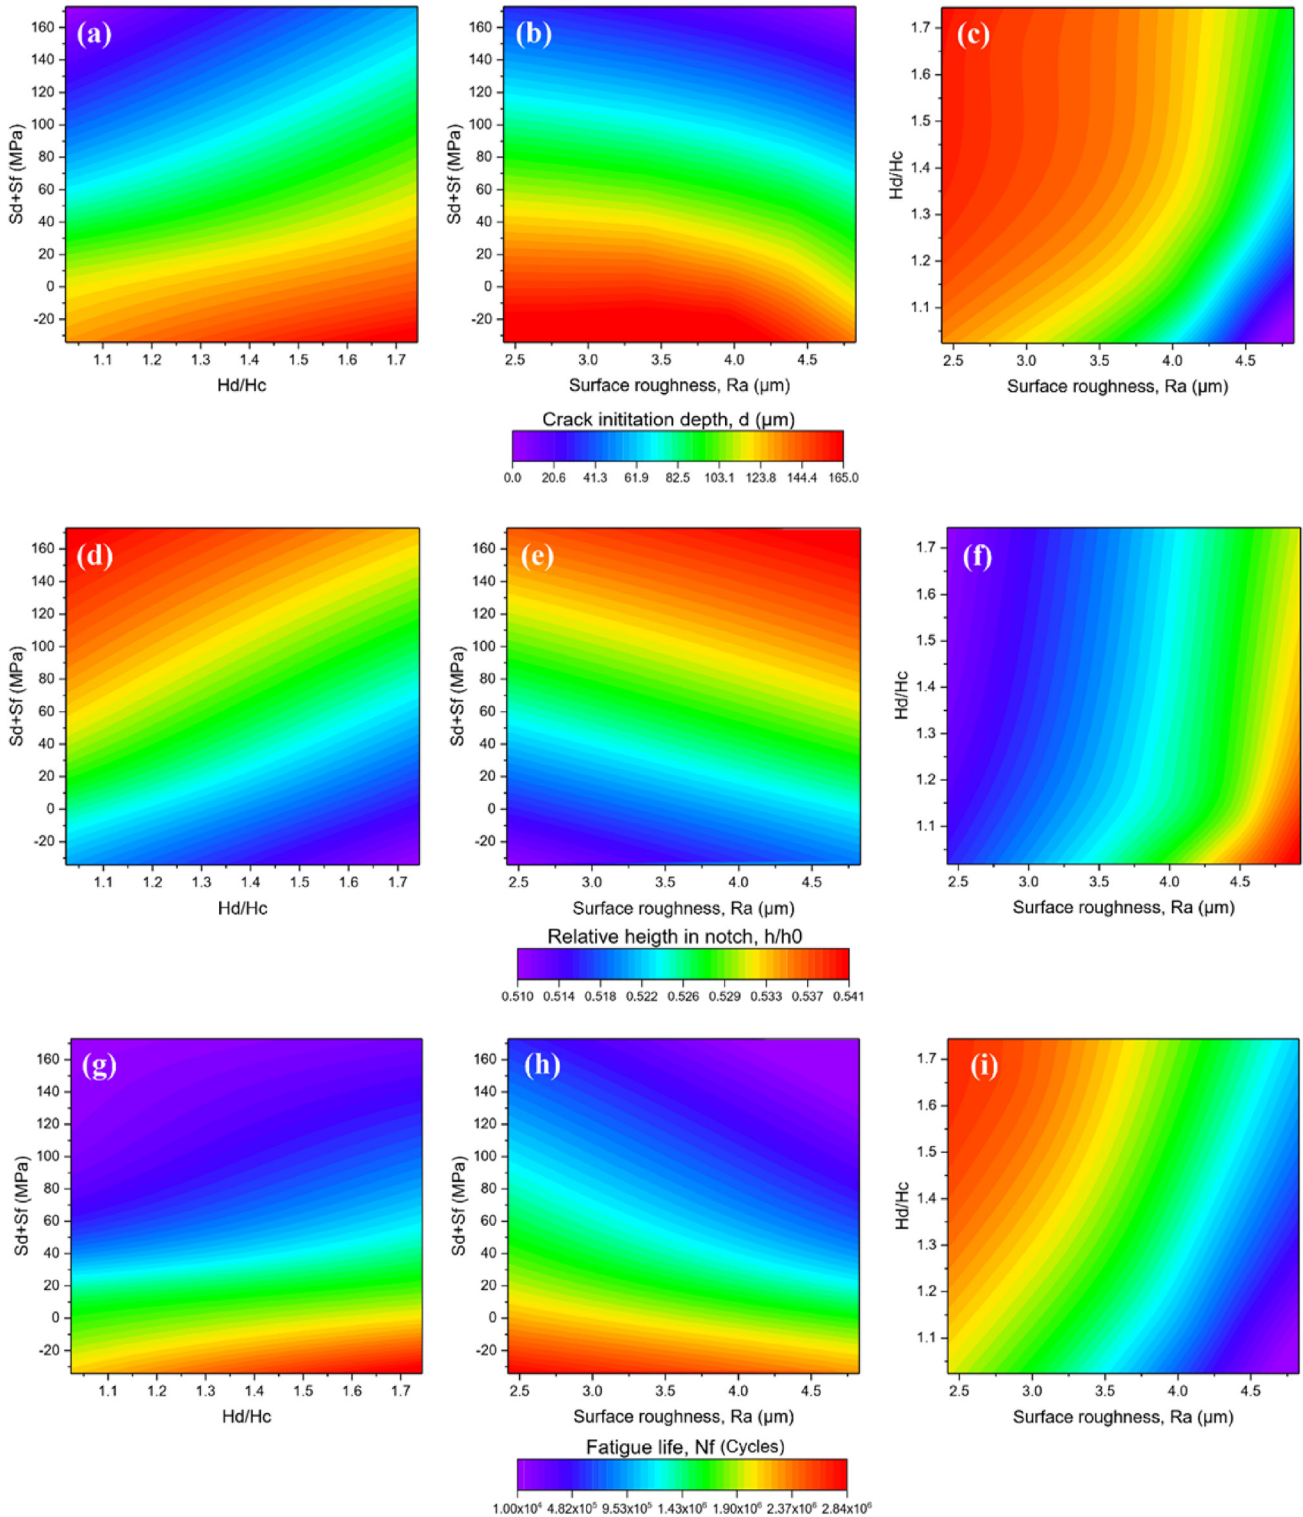 (a) (b) (c)
160 160 1.7
140 140 1.6
120 120 1.5
100 100 1.4
80 80 1.3
60 60 1.2
40 40 1.1
20 20
0 0
-20 -20
Sd+Sf (MPa) Sd+Sf (MPa) Hd/Hc
1.1 1.2 1.3 1.4 1.5 1.6 1.7 2.5 3.0 3.5 4.0 4.5 2.5 3.0 3.5 4.0 4.5
Hd/Hc Surface roughness, Ra (μm) Surface roughness, Ra (μm)
Crack inititation depth, d (μm)
0.0 20.6 41.3 61.9 82.5 103.1 123.8 144.4 165.0
(d) (e) (f)
160 160 1.7
140 140 1.6
120 120 1.5
100 100 1.4
80 80 1.3
60 60 1.2
40 40 1.1
20 20
0 0
-20 -20
Sd+Sf (MPa) Sd+Sf (MPa) Hd/Hc
1.1 1.2 1.3 1.4 1.5 1.6 1.7 2.5 3.0 3.5 4.0 4.5 2.5 3.0 3.5 4.0 4.5
Hd/Hc Surface roughness, Ra (μm) Surface roughness, Ra (μm)
Relative heigth in notch, h/h0
0.510 0.514 0.518 0.522 0.526 0.529 0.533 0.537 0.541
(g) (h) (i)
160 160 1.7
140 140 1.6
120 120 1.5
100 100 1.4
80 80 1.3
60 60 1.2
40 40 1.1
20 20
0 0
-20 -20
Sd+Sf (MPa) Sd+Sf (MPa) Hd/Hc
1.1 1.2 1.3 1.4 1.5 1.6 1.7 2.5 3.0 3.5 4.0 4.5 2.5 3.0 3.5 4.0 4.5
Hd/Hc Surface roughness, Ra (μm) Surface roughness, Ra (μm)
Fatigue life, Nf (Cycles)
1.00x10⁴ 4.82x10⁵ 9.53x10⁵ 1.43x10⁶ 1.90x10⁶ 2.37x10⁶ 2.84x10⁶